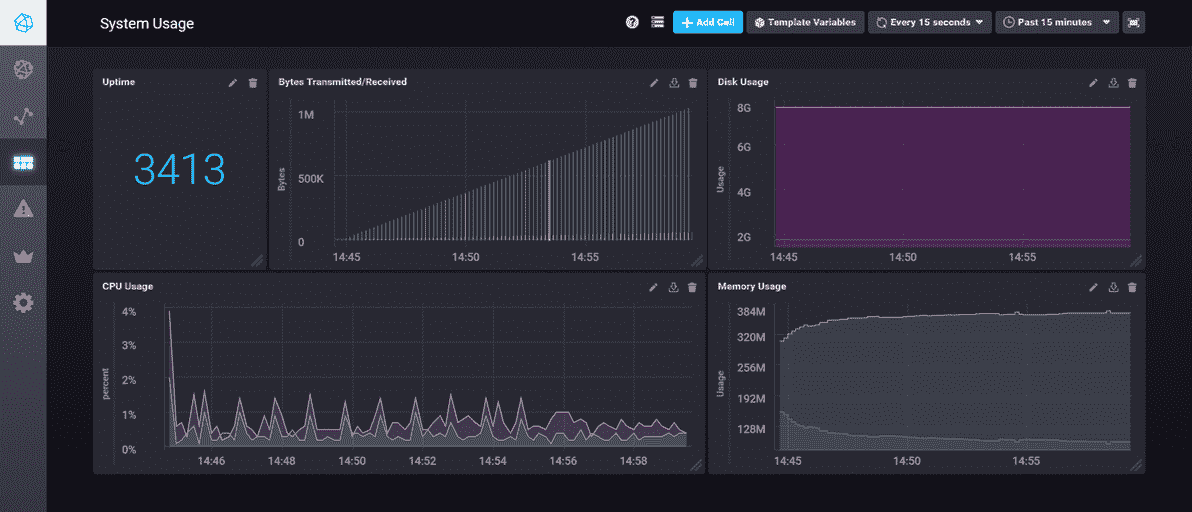 System Usage
Add Cell
Template Variables
Every 15 seconds
Past 15 minutes
Uptime
3413
Bytes Transmitted/Received
Bytes
1M
500K
0
14:45 14:50 14:55
Disk Usage
Usage
8G
6G
4G
2G
14:45 14:50 14:55
CPU Usage
percent
4%
3%
2%
1%
0%
14:46 14:48 14:50 14:52 14:54 14:56 14:58
Memory Usage
Usage
384M
320M
256M
192M
128M
14:45 14:50 14:55